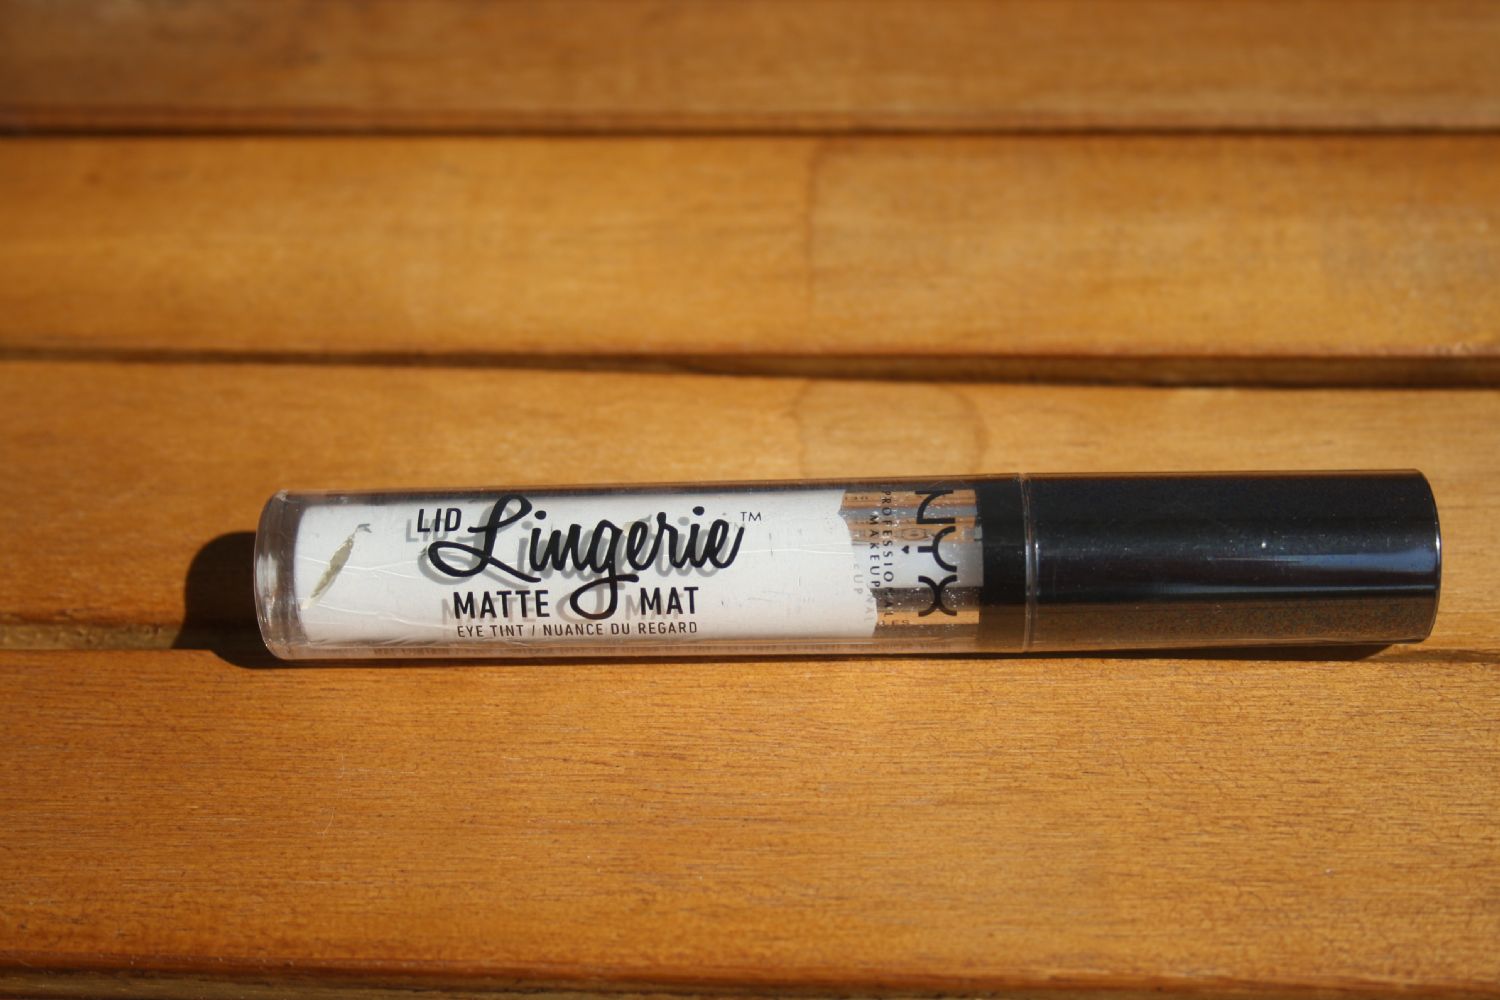 LID Lingerie™
MATTE MAT
EYE TINT / NUANCE DU REGARD
NYX
PROFESSIONAL
MAKEUP